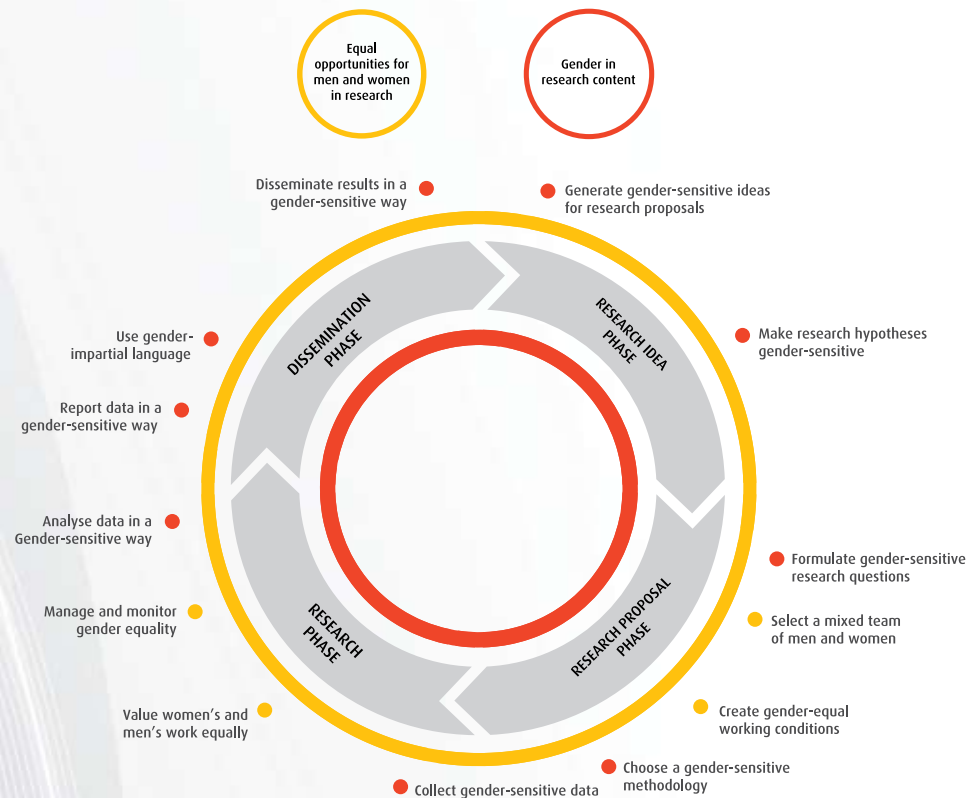 Equal
opportunities for
men and women
in research
Gender in
research content
Disseminate results in a
gender-sensitive way
Generate gender-sensitive ideas
for research proposals
DISSEMINATION
PHASE
RESEARCH IDEA
PHASE
Use gender-
impartial language
Make research hypotheses
gender-sensitive
Report data in a
gender-sensitive way
Analyse data in a
Gender-sensitive way
Formulate gender-sensitive
research questions
Manage and monitor
gender equality
Select a mixed team
of men and women
RESEARCH
PHASE
RESEARCH PROPOSAL
PHASE
Value women's and
men's work equally
Create gender-equal
working conditions
Collect gender-sensitive data
Choose a gender-sensitive
methodology